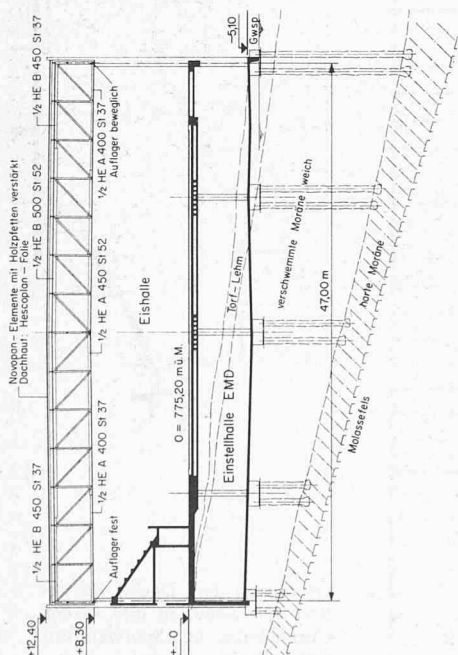 Novopan-Elemente mit Holzpfetten verstärkt
Dachhaut: Hescoplan-Folie
1/2 HE B 450 St 37
1/2 HE B 500 St 52
1/2 HE B 450 St 37
+12,40
+8,30
1/2 HE A 400 St 37
1/2 HE A 450 St 52
1/2 HE A 400 St 37
Auflager fest
Auflager beweglich
Eishalle
+-0
0 = 775,20 m ü.M.
Einstellhalle EMD
Torf-Lehm
-5,10
Gwsp
verschwemmte Moräne weich
47,00 m
harte Moräne
Molassefels